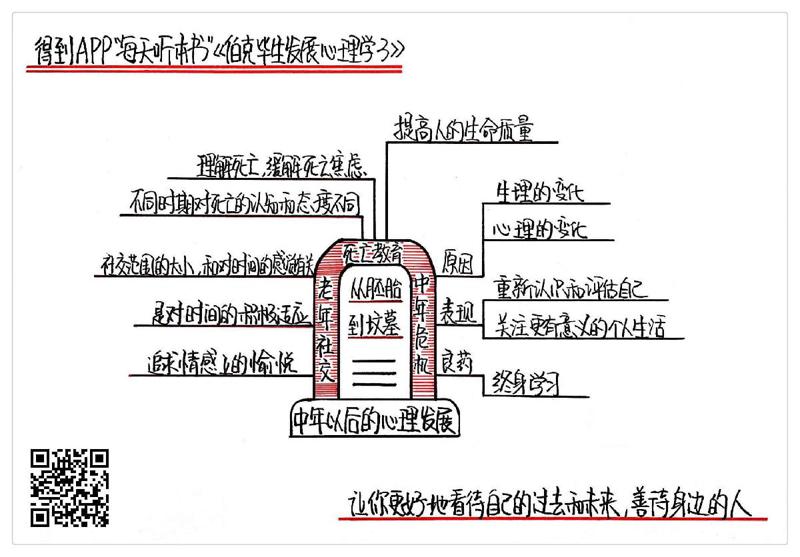 得到APP"每天听本书"《伯克毕生发展心理学3》
提高人的生命质量
理解死亡,缓解死亡焦虑
不同时期对死亡的认知和态度不同
死亡教育
社交范围的大小,和对时间的感觉有关
是对时间的积极适应
追求情感上的愉悦
老年社交
从胚胎
到坟墓
中年危机
原因
生理的变化
心理的变化
表现
重新认识和评估自己
关注更有意义的个人生活
良药
终身学习
中年以后的心理发展
让你更好地看待自己的过去和未来,善待身边的人